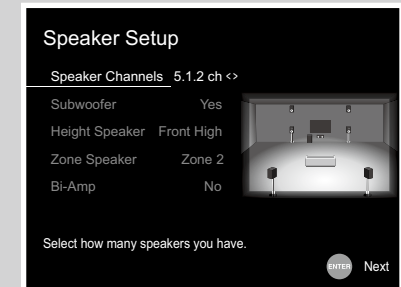 Speaker Setup
Speaker Channels 5.1.2 ch <>
Subwoofer Yes
Height Speaker Front High
Zone Speaker Zone 2
Bi-Amp No
Select how many speakers you have.
ENTER Next